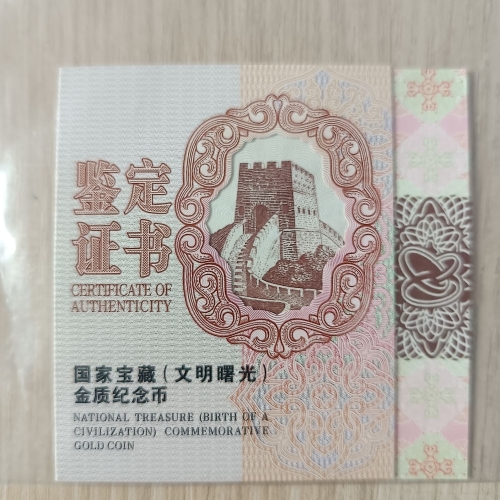 鉴定
证书
CERTIFICATE OF
AUTHENTICITY
国家宝藏（文明曙光）
金质纪念币
NATIONAL TREASURE (BIRTH OF A
CIVILIZATION) COMMEMORATIVE
GOLD COIN